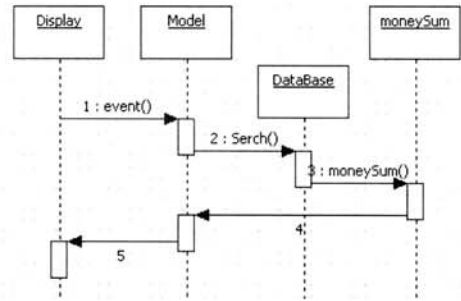 Display
Model
moneySum
DataBase
1 : event()
2 : Serch()
3 : moneySum()
4
5